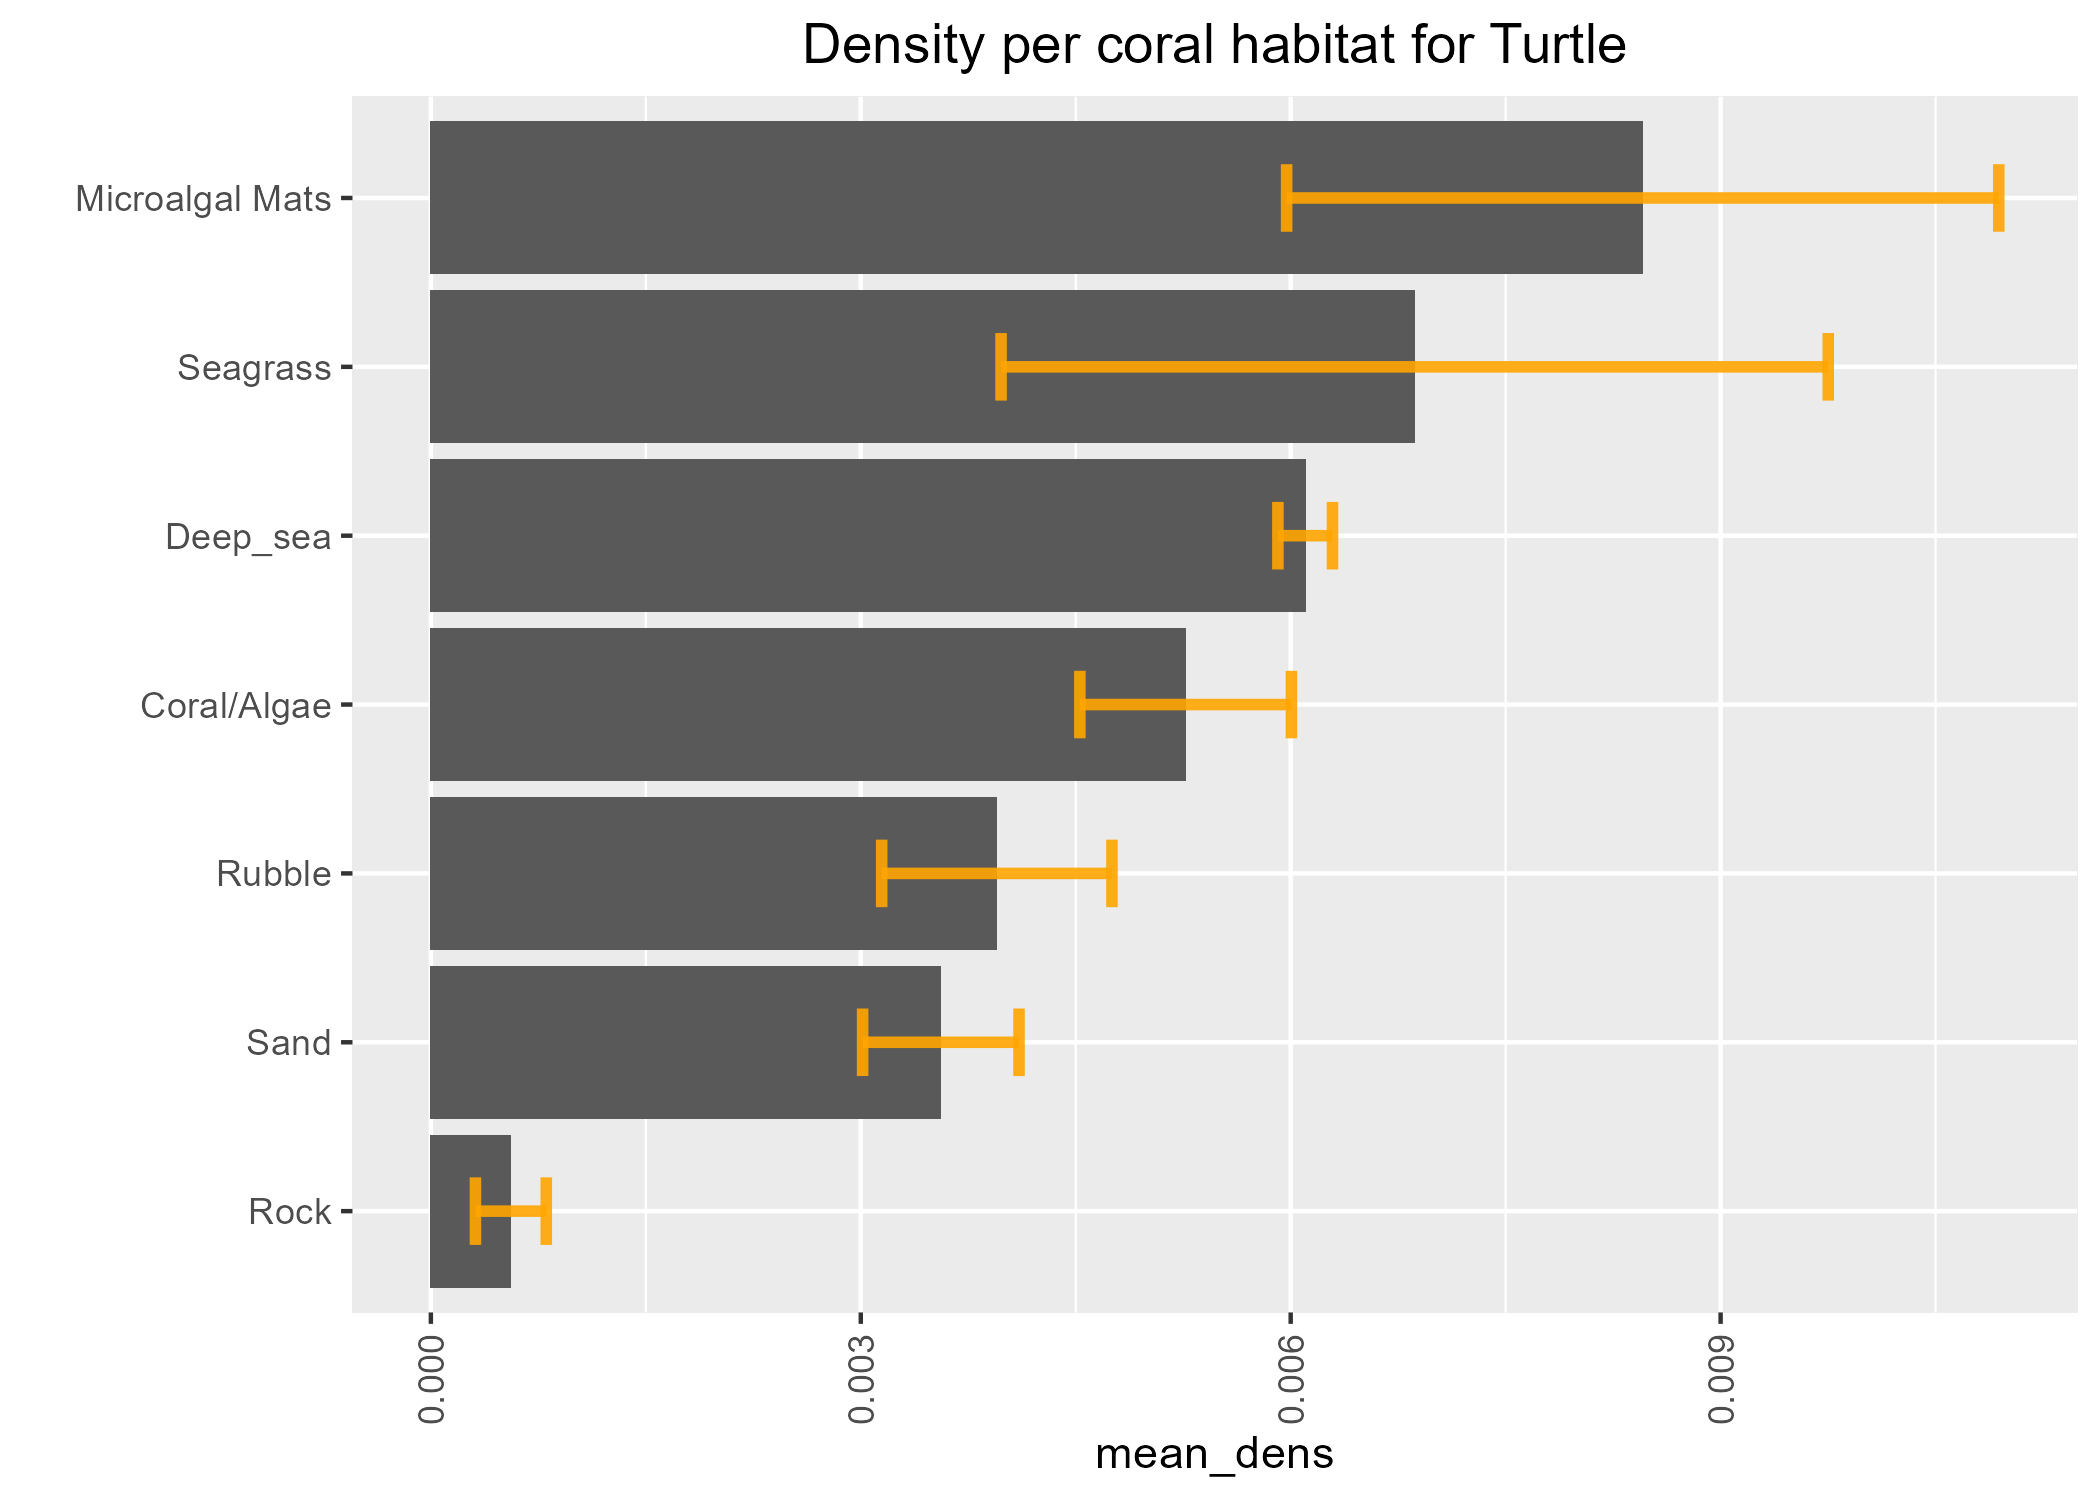 Density per coral habitat for Turtle
Microalgal Mats
Seagrass
Deep_sea
Coral/Algae
Rubble
Sand
Rock
0.000
0.003
0.006
0.009
mean_dens